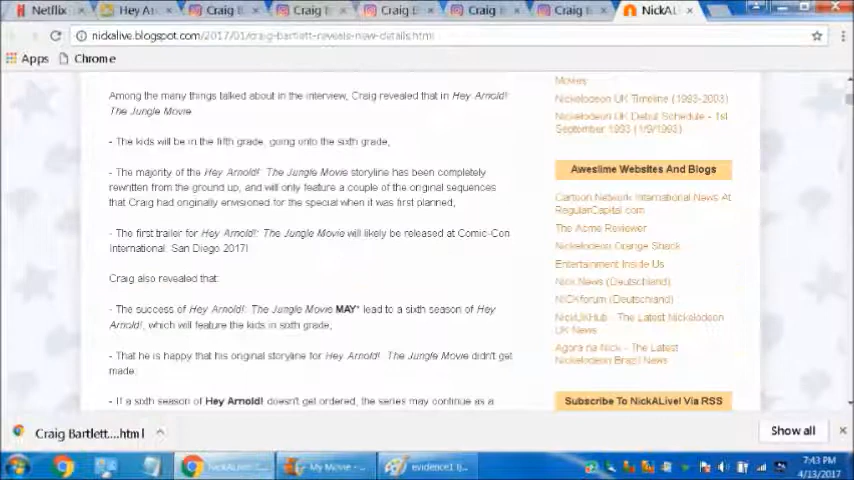 Netflix
Hey Ar
Craig B
Craig B
Craig B
Craig B
Craig B
NickAL
nickalive.blogspot.com/2017/01/craig-bartlett-reveals-new-details.html
Apps
Chrome
Among the many things talked about in the interview, Craig revealed that in Hey Arnold!
The Jungle Movie
- The kids will be in the fifth grade, going onto the sixth grade,
- The majority of the Hey Arnold! The Jungle Movie storyline has been completely
rewritten from the ground up, and will only feature a couple of the original sequences
that Craig had originally envisioned for the special when it was first planned,
- The first trailer for Hey Arnold!: The Jungle Movie will likely be released at Comic-Con
International: San Diego 2017!
Craig also revealed that:
- The success of Hey Arnold!: The Jungle Movie MAY* lead to a sixth season of Hey
Arnold!, which will feature the kids in sixth grade;
- That he is happy that his original storyline for Hey Arnold!: The Jungle Movie didn't get
made;
- If a sixth season of Hey Arnold! doesn't get ordered, the series may continue as a
Movies
Nickelodeon UK Timeline (1993-2003)
Nickelodeon UK Debut Schedule - 1st
September 1993 (1/9/1993)
Aweslime Websites And Blogs
Cartoon Network International News At
RegularCapital.com
The Acme Reviewer
Nickelodeon Orange Shack
Entertainment Inside Us
Nick News (Deutschland)
NICKforum (Deutschland)
NickUKHub - The Latest Nickelodeon
UK News
Agora na Nick - The Latest
Nickelodeon Brazil News
Subscribe To NickALive! Via RSS
Craig Bartlett....html
Show all
NickALive! C...
My Movie - ...
evidence1 (j...
7:43 PM
4/13/2017